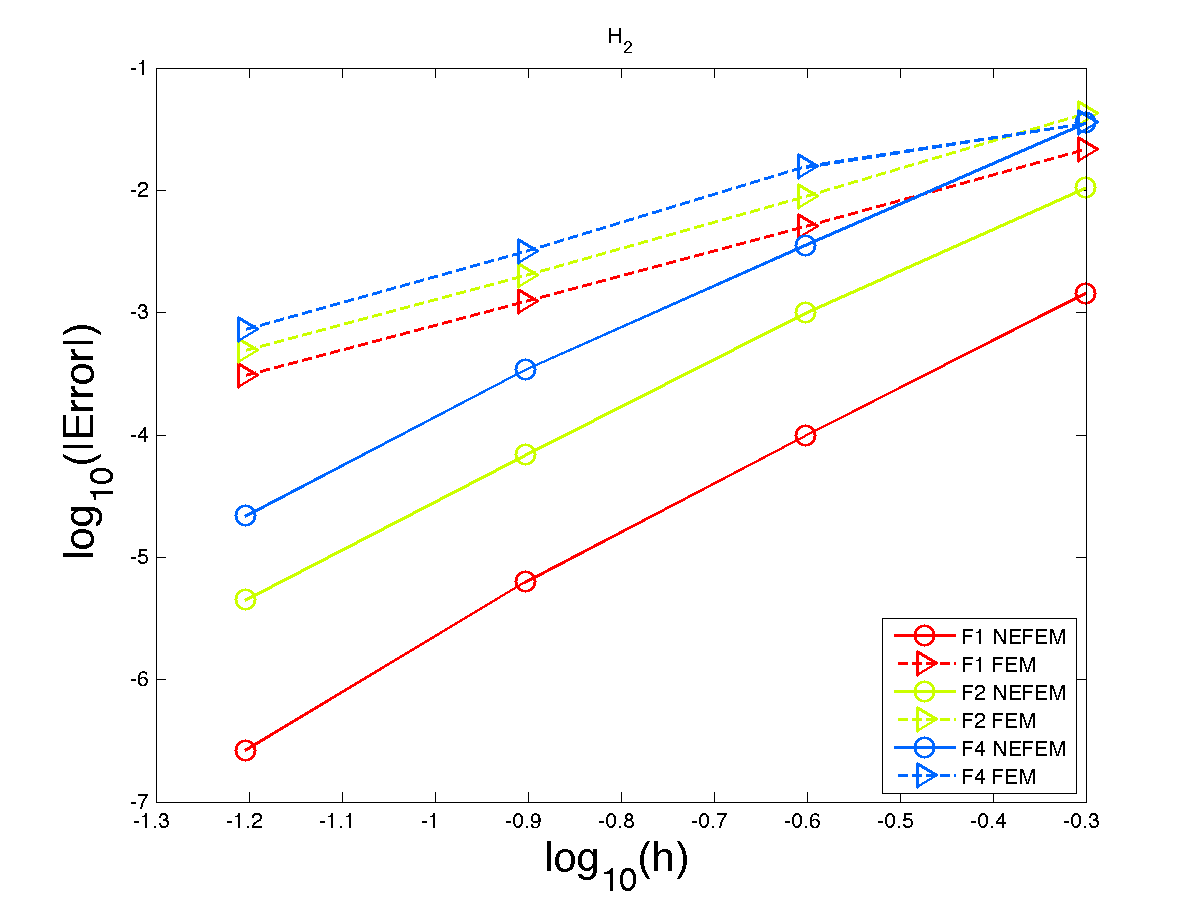 H2
-1
-2
-3
-4
-5
-6
-7
log10(|Error|)
-1.3 -1.2 -1.1 -1 -0.9 -0.8 -0.7 -0.6 -0.5 -0.4 -0.3
log10(h)
F1 NEFEM
F1 FEM
F2 NEFEM
F2 FEM
F4 NEFEM
F4 FEM